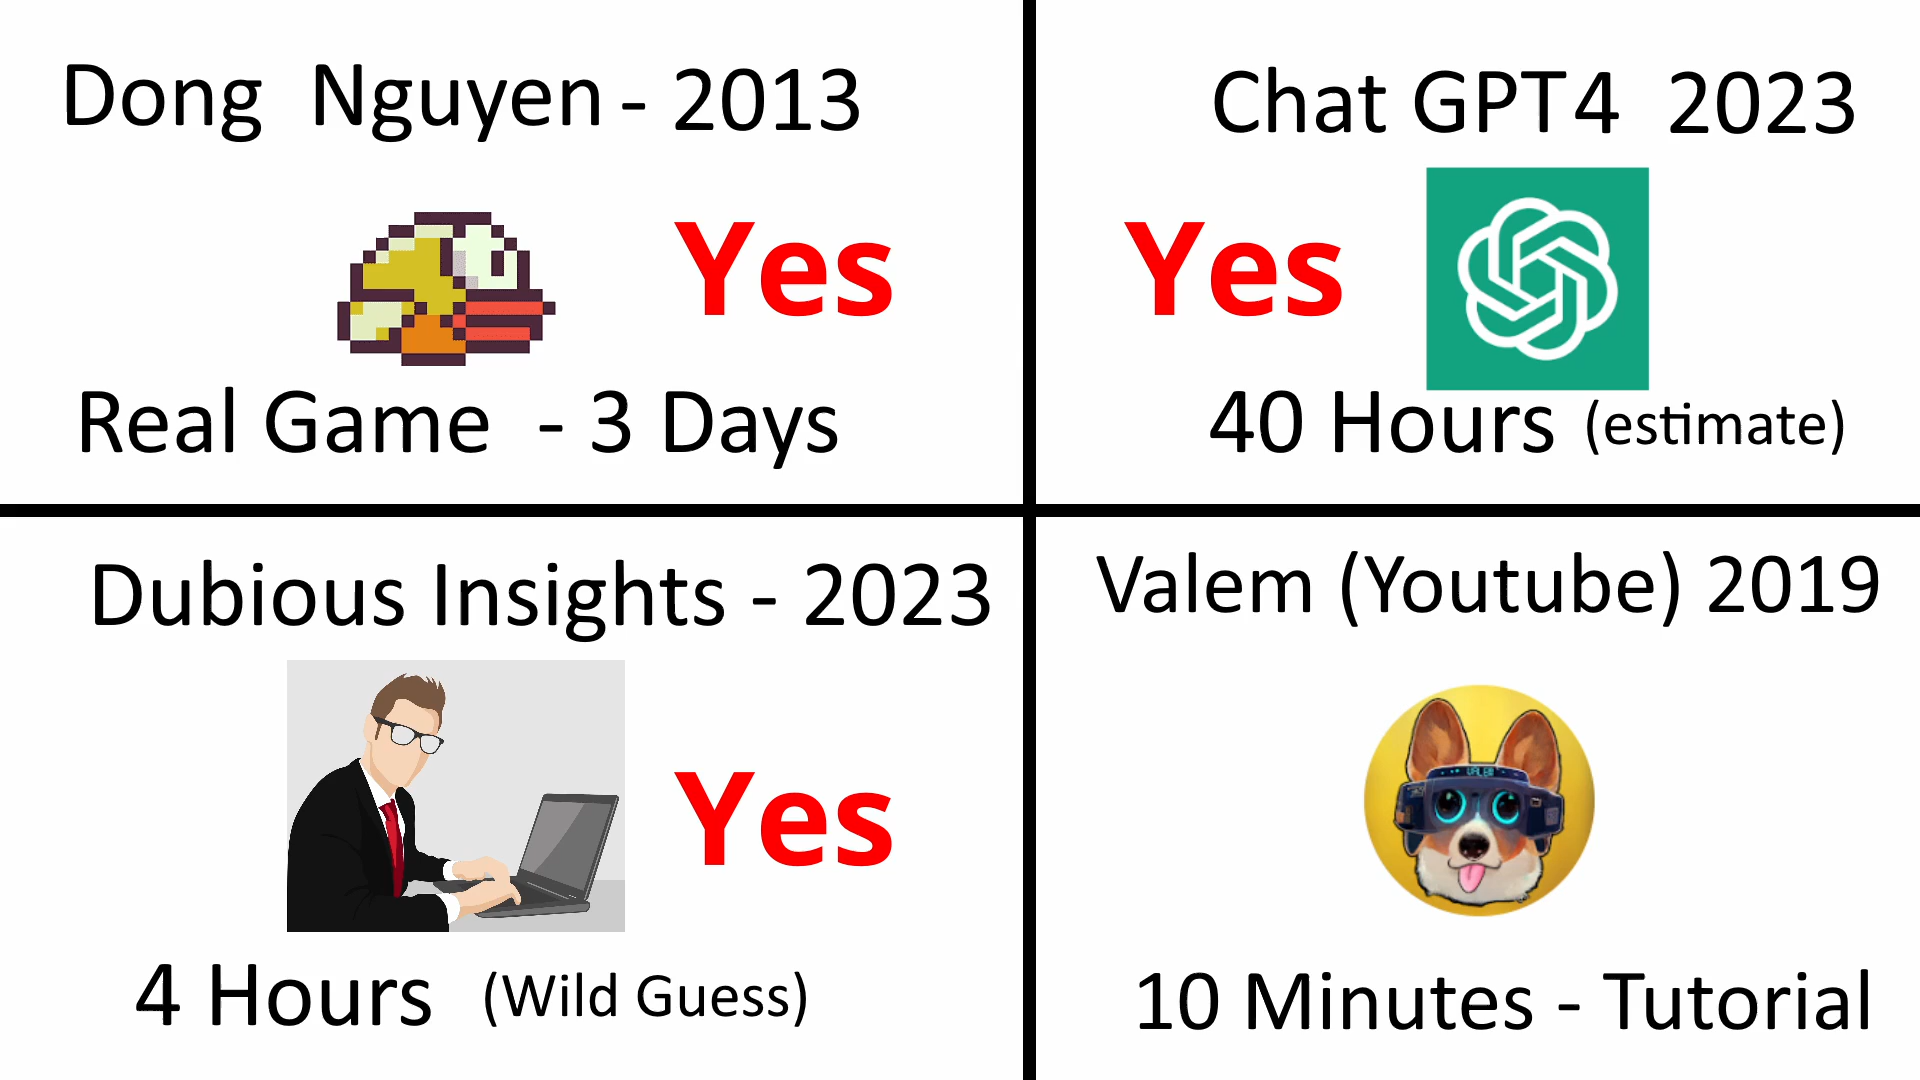 Dong Nguyen - 2013
Yes
Real Game - 3 Days
Chat GPT4 2023
Yes
40 Hours (estimate)
Dubious Insights - 2023
Yes
4 Hours (Wild Guess)
Valem (Youtube) 2019
VALEM
10 Minutes - Tutorial